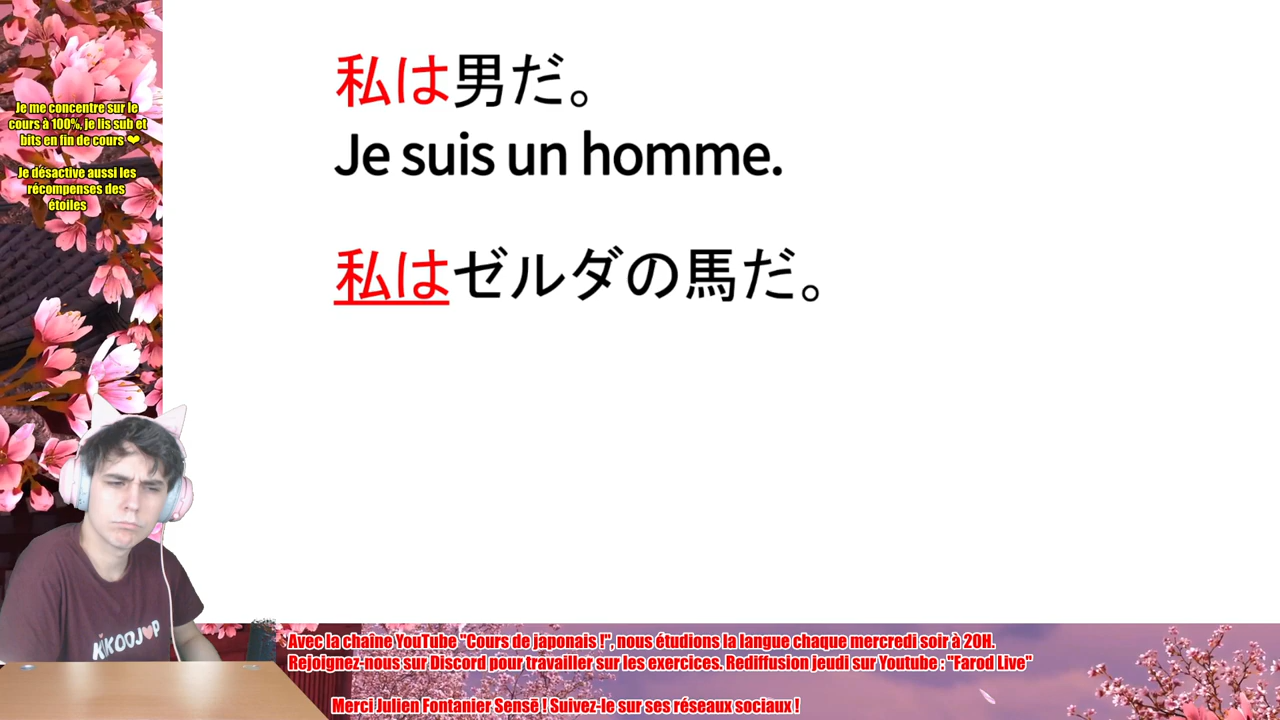 Je me concentre sur le
cours à 100%, je lis sub et
bits en fin de cours ❤
Je désactive aussi les
récompenses des
étoiles
私は男だ。
Je suis un homme.
私はゼルダの馬だ。
KIKOOJAP
Avec la chaîne YouTube "Cours de japonais !", nous étudions la langue chaque mercredi soir à 20H.
Rejoignez-nous sur Discord pour travailler sur les exercices. Rediffusion jeudi sur Youtube : "Farod Live"
Merci Julien Fontanier Sensë ! Suivez-le sur ses réseaux sociaux !